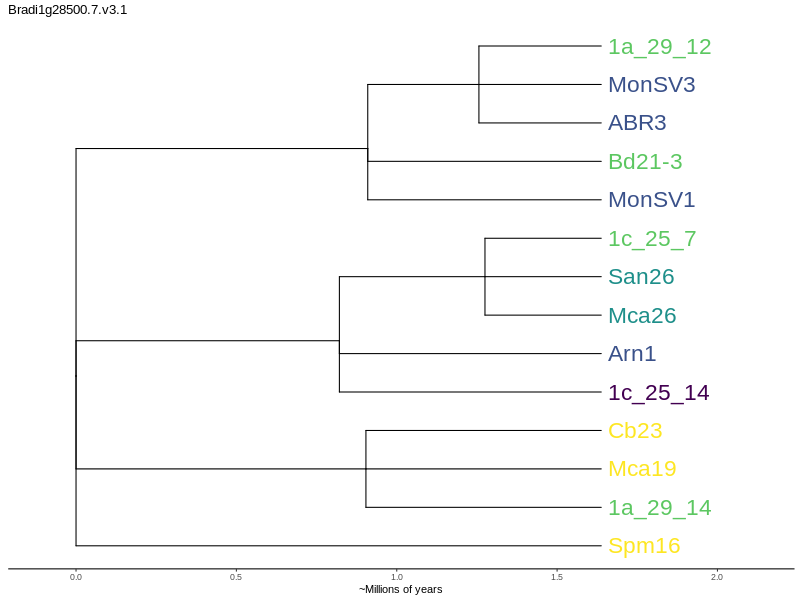 Bradi1g28500.7.v3.1
1a_29_12
MonSV3
ABR3
Bd21-3
MonSV1
1c_25_7
San26
Mca26
Arn1
1c_25_14
Cb23
Mca19
1a_29_14
Spm16
0.0 0.5 1.0 1.5 2.0
~Millions of years